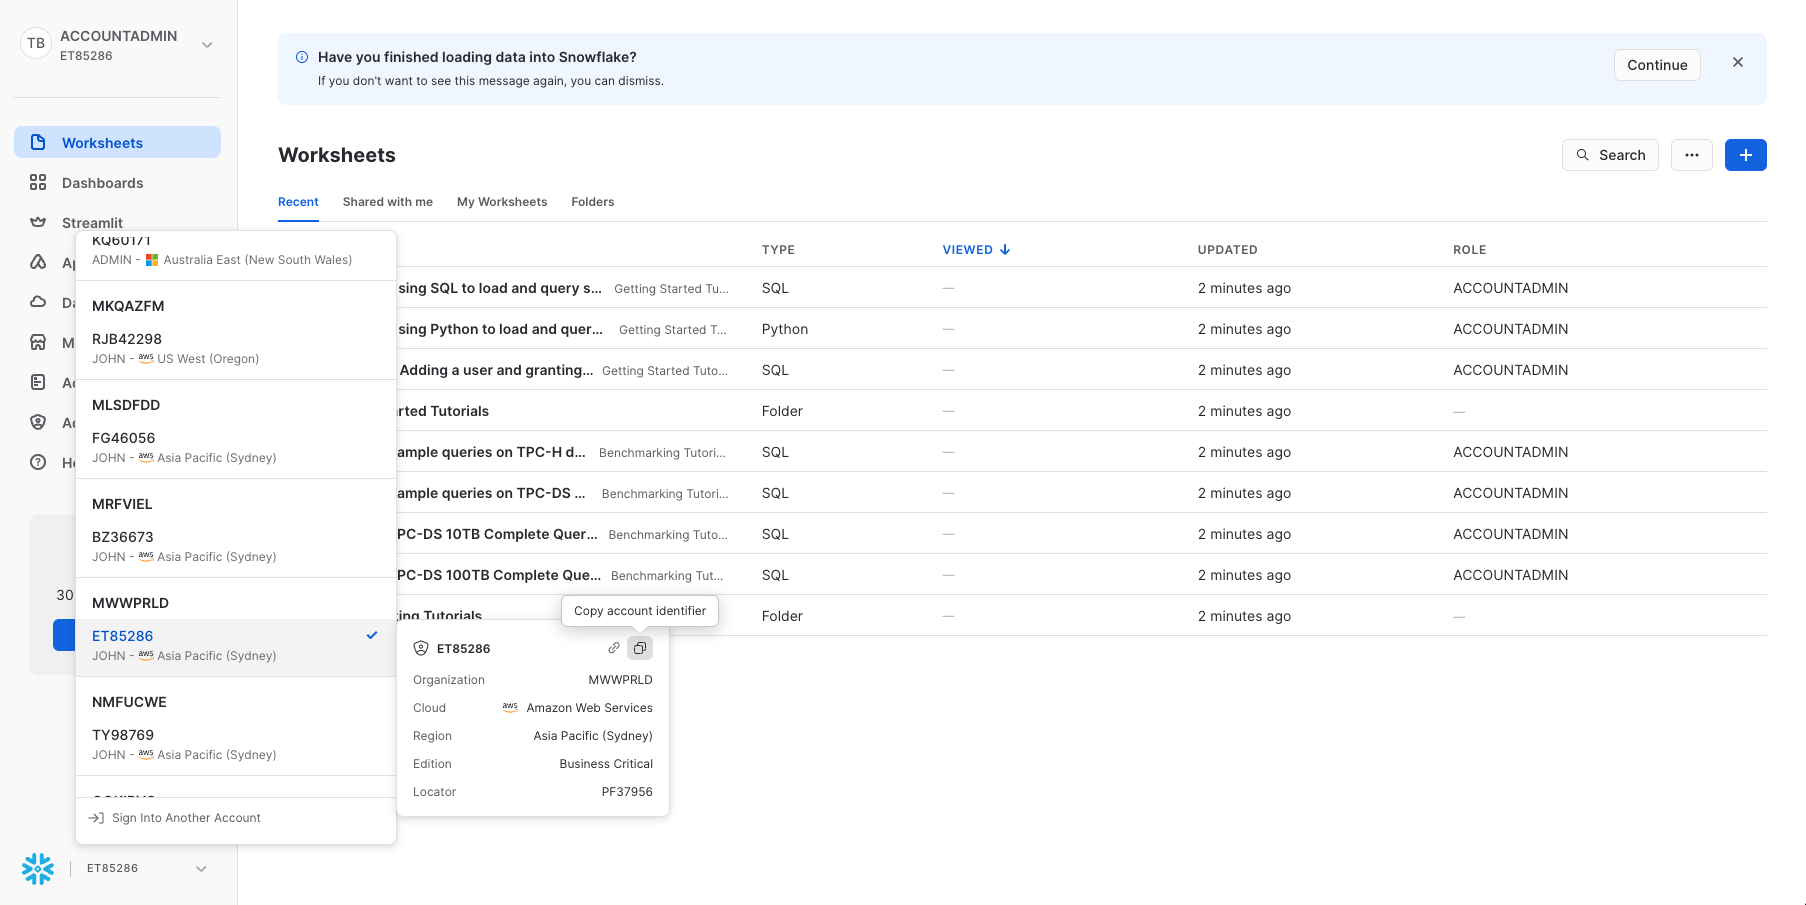 TB
ACCOUNTADMIN
ET85286
Have you finished loading data into Snowflake?
If you don't want to see this message again, you can dismiss.
Continue
Worksheets
Dashboards
Streamlit
Worksheets
Search
Recent
Shared with me
My Worksheets
Folders
TYPE
VIEWED
UPDATED
ROLE
sing SQL to load and query s...
Getting Started Tu...
SQL
—
2 minutes ago
ACCOUNTADMIN
sing Python to load and quer...
Getting Started T...
Python
—
2 minutes ago
ACCOUNTADMIN
Adding a user and granting...
Getting Started Tuto...
SQL
—
2 minutes ago
ACCOUNTADMIN
rted Tutorials
Folder
—
2 minutes ago
—
ample queries on TPC-H d...
Benchmarking Tutori...
SQL
—
2 minutes ago
ACCOUNTADMIN
ample queries on TPC-DS ...
Benchmarking Tutori...
SQL
—
2 minutes ago
ACCOUNTADMIN
PC-DS 10TB Complete Quer...
Benchmarking Tuto...
SQL
—
2 minutes ago
ACCOUNTADMIN
PC-DS 100TB Complete Que...
Benchmarking Tut...
SQL
—
2 minutes ago
ACCOUNTADMIN
king Tutorials
Folder
—
2 minutes ago
—
KQ60171
ADMIN - Australia East (New South Wales)
MKQAZFM
RJB42298
JOHN - aws US West (Oregon)
MLSDFDD
FG46056
JOHN - aws Asia Pacific (Sydney)
MRFVIEL
BZ36673
JOHN - aws Asia Pacific (Sydney)
MWWPRLD
ET85286
JOHN - aws Asia Pacific (Sydney)
NMFUCWE
TY98769
JOHN - aws Asia Pacific (Sydney)
Sign Into Another Account
30
Copy account identifier
ET85286
Organization MWWPRLD
Cloud aws Amazon Web Services
Region Asia Pacific (Sydney)
Edition Business Critical
Locator PF37956
ET85286